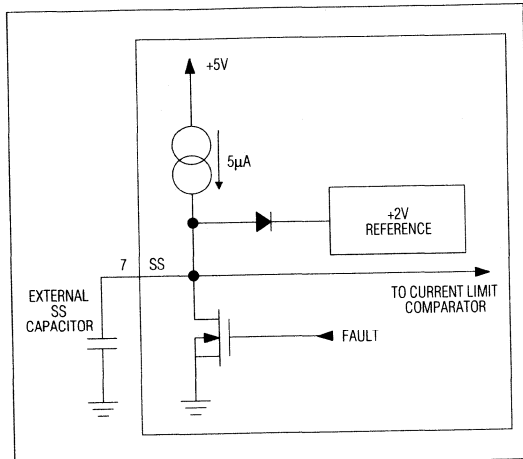 +5V
5µA
+2V
REFERENCE
7 SS
EXTERNAL
SS
CAPACITOR
TO CURRENT LIMIT
COMPARATOR
FAULT